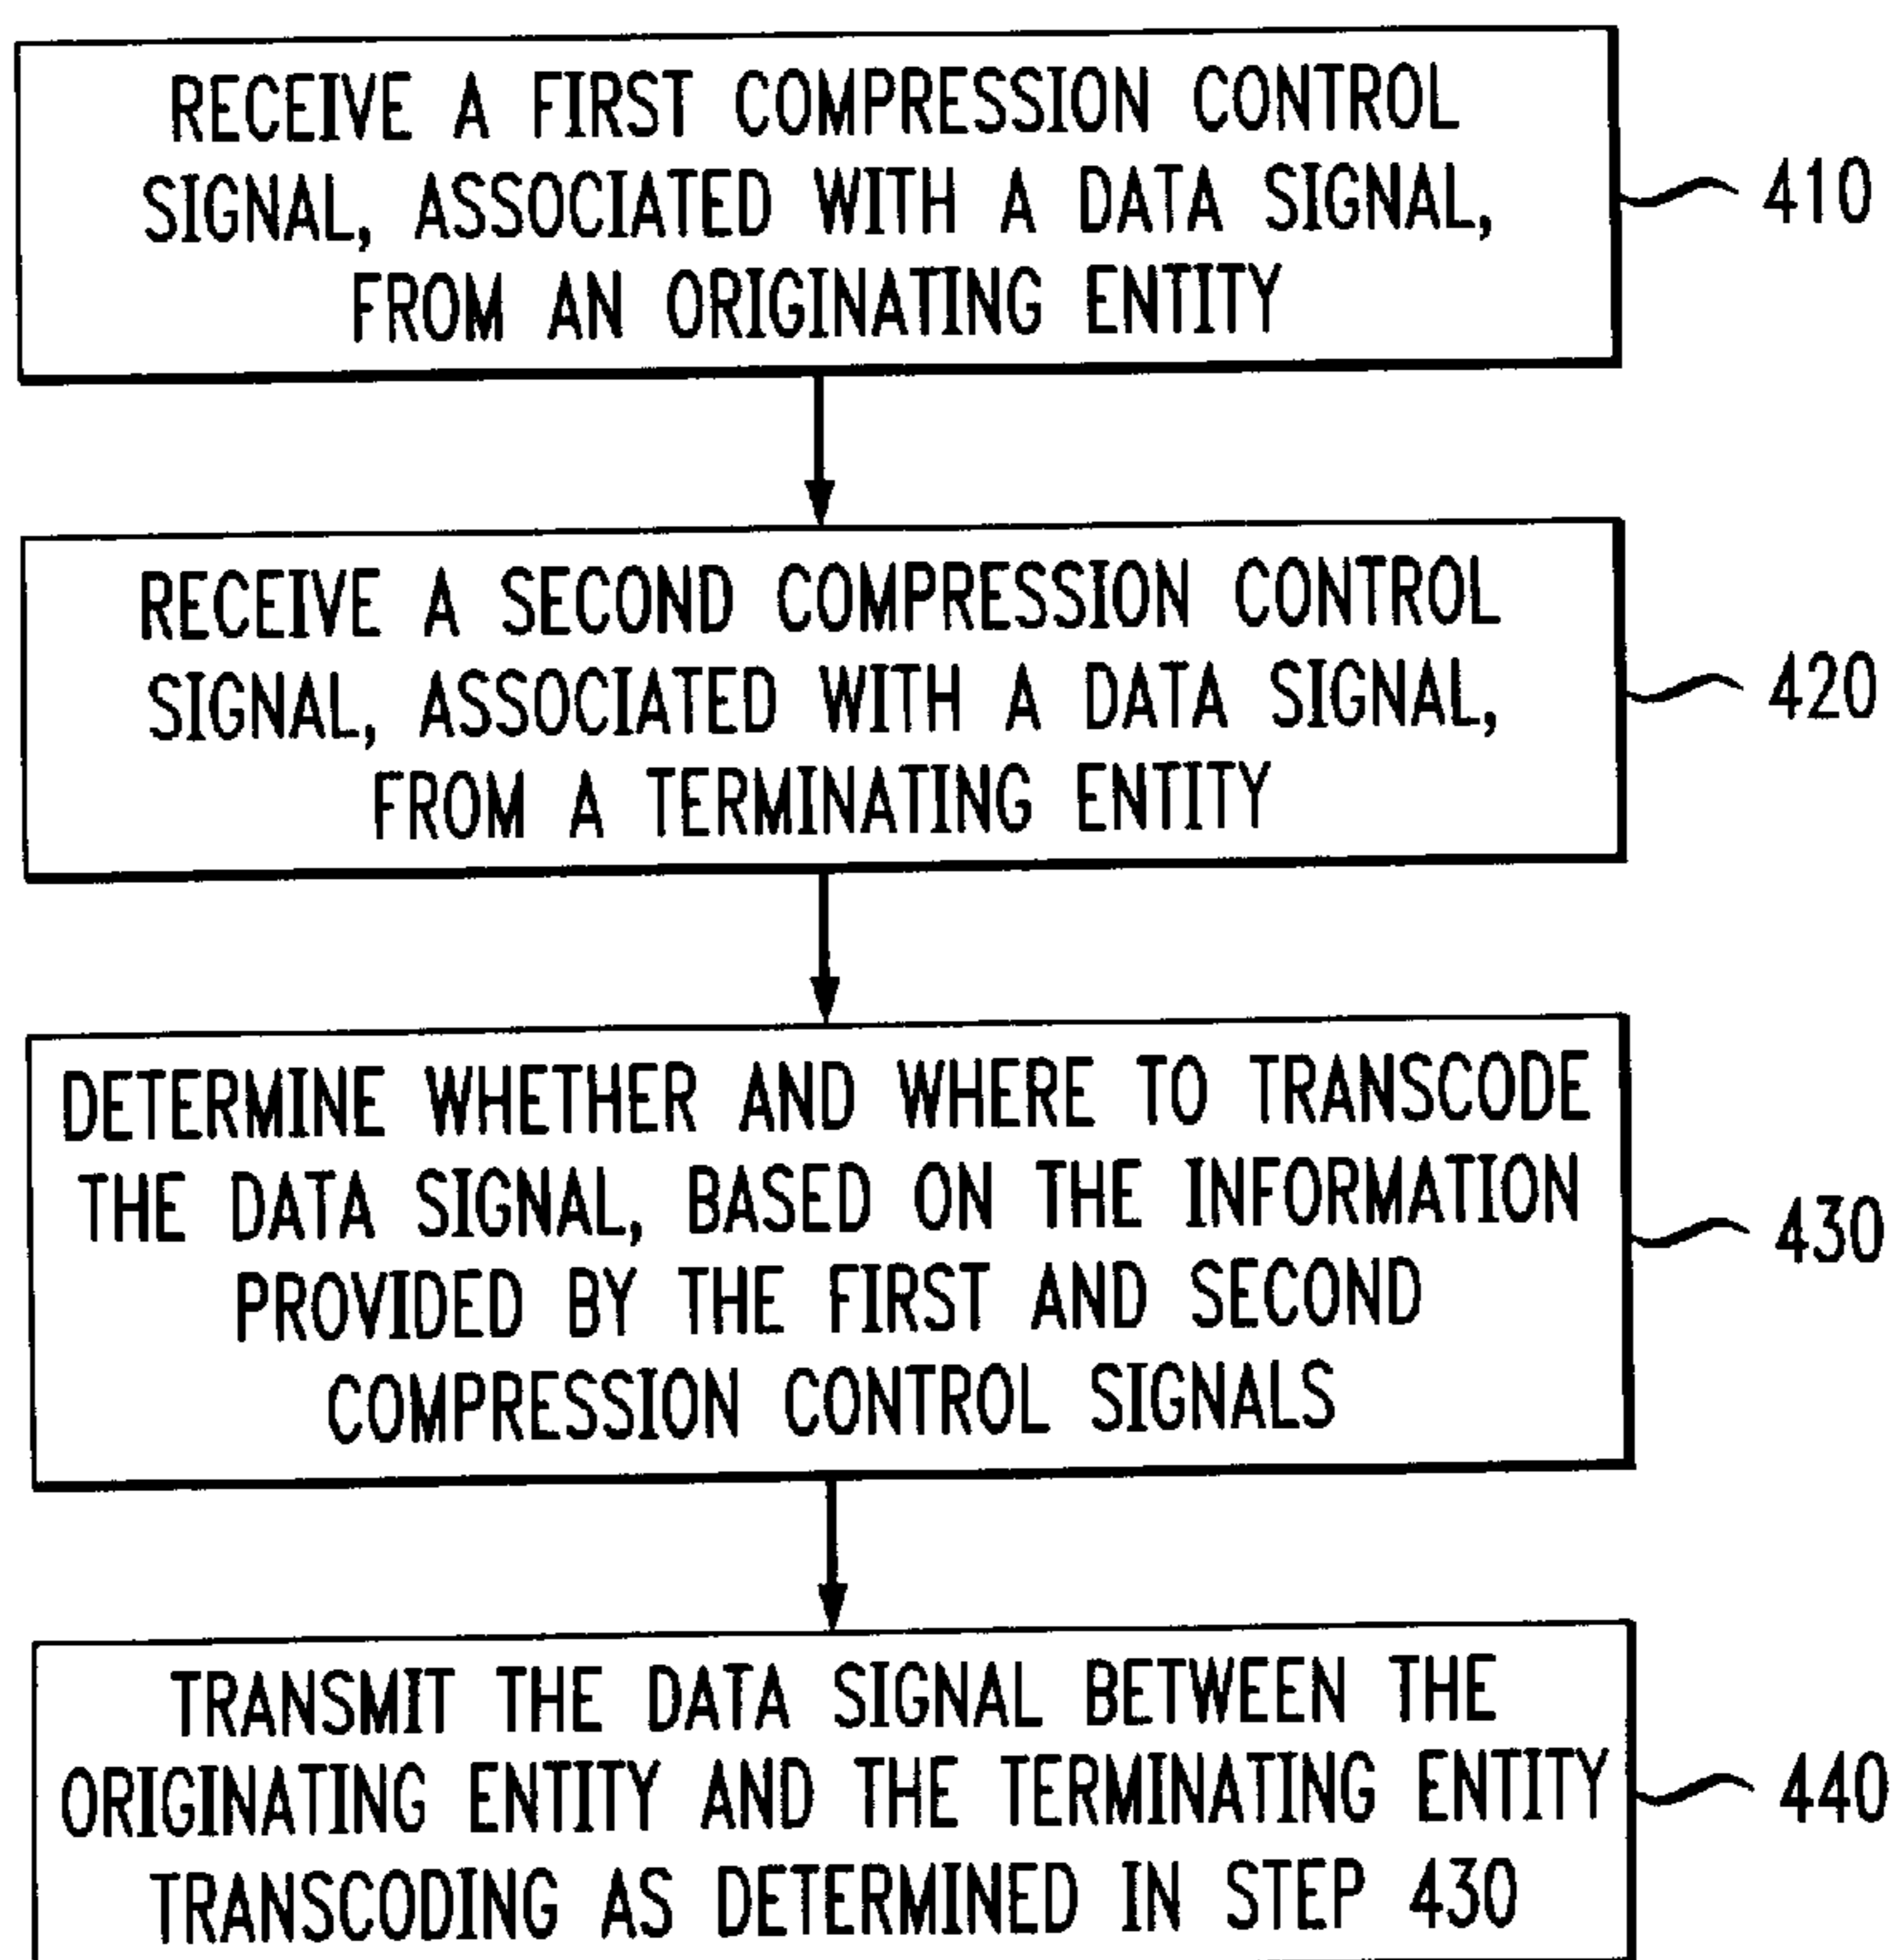 RECEIVE A FIRST COMPRESSION CONTROL
SIGNAL, ASSOCIATED WITH A DATA SIGNAL,
FROM AN ORIGINATING ENTITY
410
RECEIVE A SECOND COMPRESSION CONTROL
SIGNAL, ASSOCIATED WITH A DATA SIGNAL,
FROM A TERMINATING ENTITY
420
DETERMINE WHETHER AND WHERE TO TRANSCODE
THE DATA SIGNAL, BASED ON THE INFORMATION
PROVIDED BY THE FIRST AND SECOND
COMPRESSION CONTROL SIGNALS
430
TRANSMIT THE DATA SIGNAL BETWEEN THE
ORIGINATING ENTITY AND THE TERMINATING ENTITY
TRANSCODING AS DETERMINED IN STEP 430
440